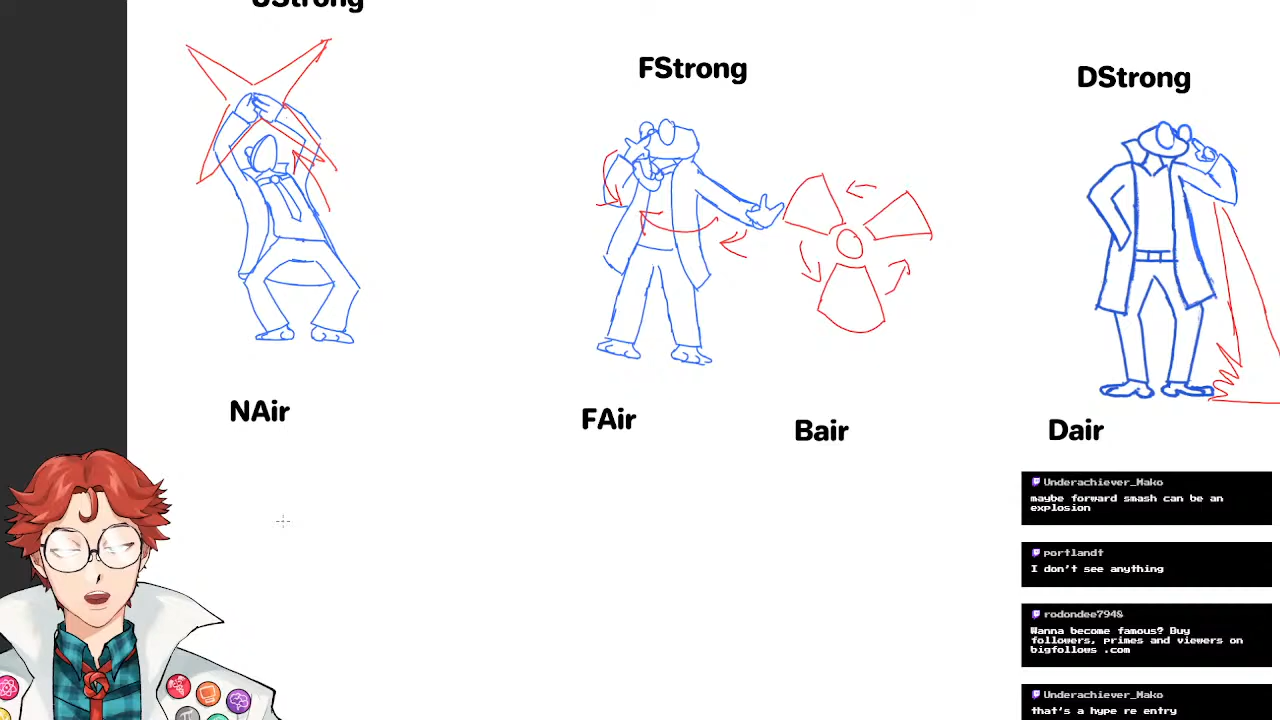 UStrong
FStrong
DStrong
NAir
FAir
Bair
Dair
Underachiever_Mako
maybe forward smash can be an
explosion
portlandt
I don't see anything
rodondee7948
Wanna become famous? Buy
followers, primes and viewers on
bigfollows .com
Underachiever_Mako
that's a hype re entry